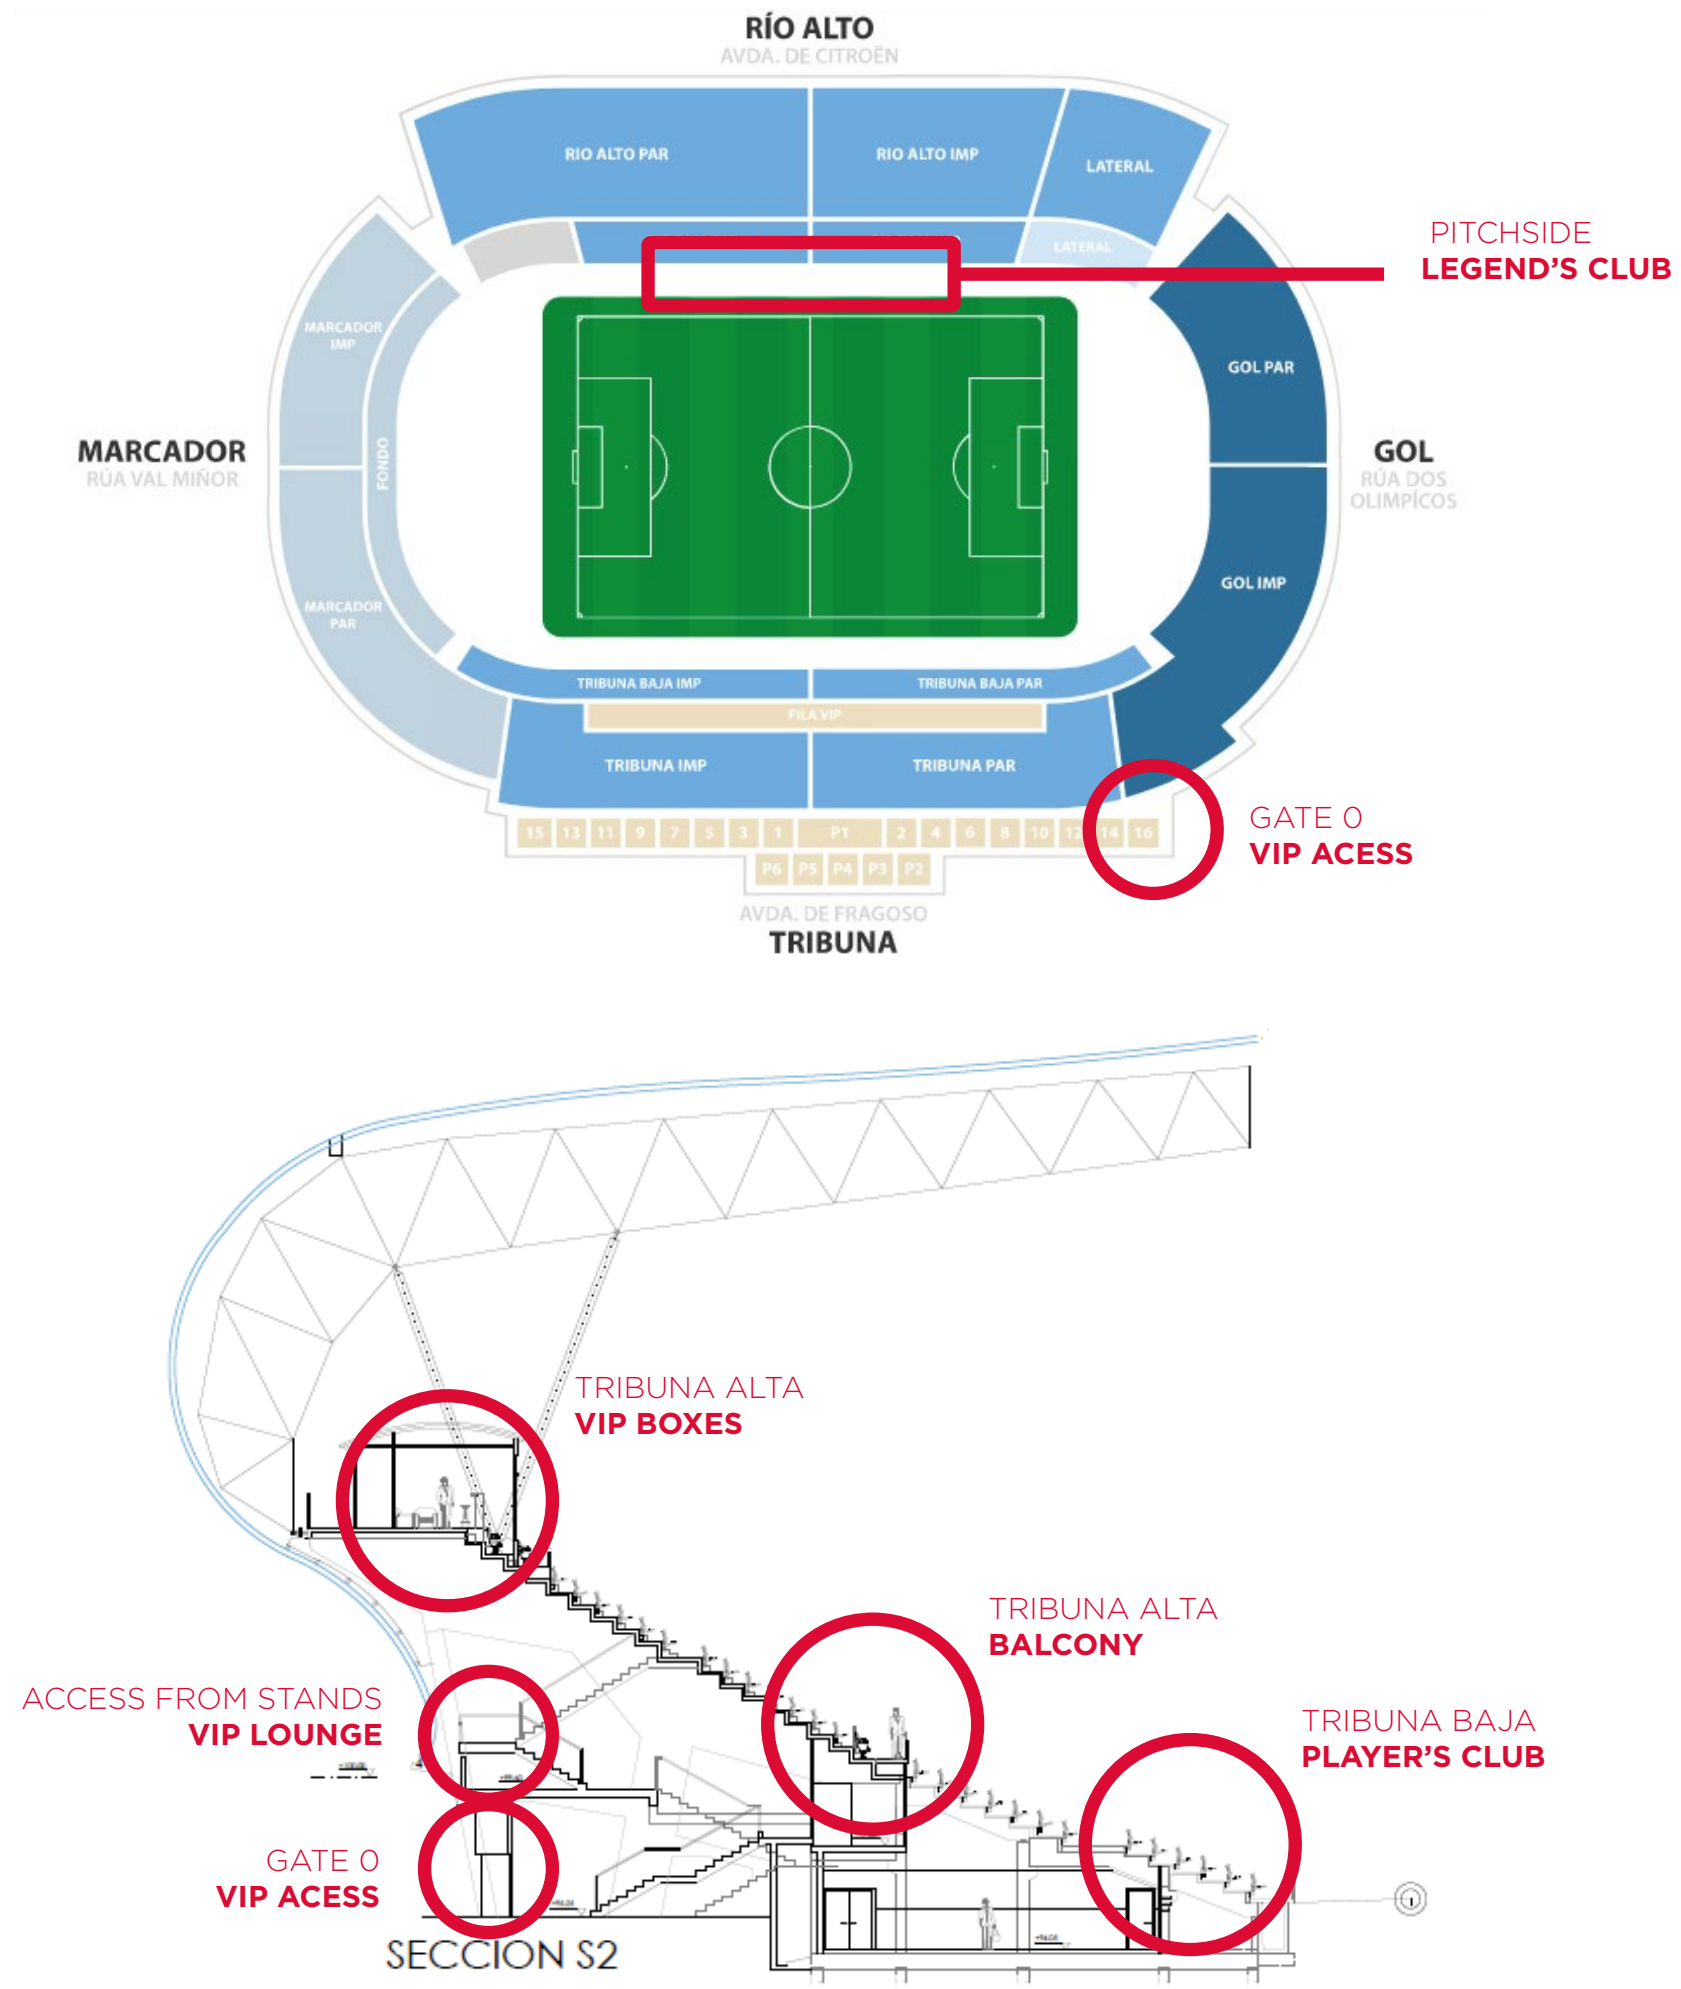 RÍO ALTO
AVDA. DE CITROËN
RIO ALTO PAR
RIO ALTO IMP
LATERAL
LATERAL
PITCHSIDE
LEGEND'S CLUB
MARCADOR
IMP
GOL PAR
MARCADOR
RÚA VAL MIÑOR
FONDO
GOL
RÚA DOS
OLIMPÍCOS
GOL IMP
MARCADOR
PAR
TRIBUNA BAJA IMP
TRIBUNA BAJA PAR
FILA VIP
TRIBUNA IMP
TRIBUNA PAR
15 13 11 9 7 5 3 1 P1 2 4 6 8 10 12 14 16
P6 P5 P4 P3 P2
GATE 0
VIP ACESS
AVDA. DE FRAGOSO
TRIBUNA
TRIBUNA ALTA
VIP BOXES
TRIBUNA ALTA
BALCONY
ACCESS FROM STANDS
VIP LOUNGE
TRIBUNA BAJA
PLAYER'S CLUB
GATE 0
VIP ACESS
SECCION S2